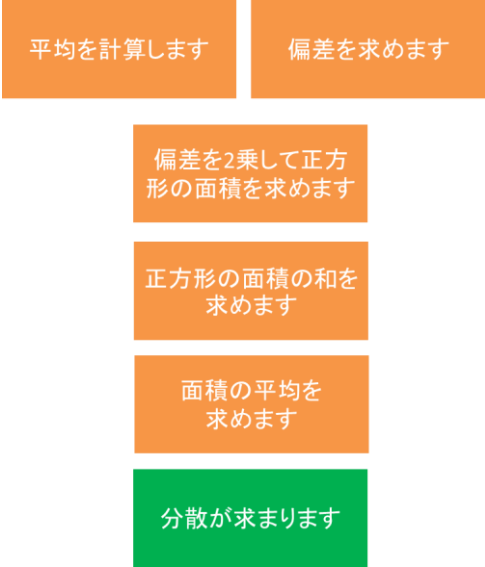 平均を計算します
偏差を求めます
偏差を2乗して正方
形の面積を求めます
正方形の面積の和を
求めます
面積の平均を
求めます
分散が求まります